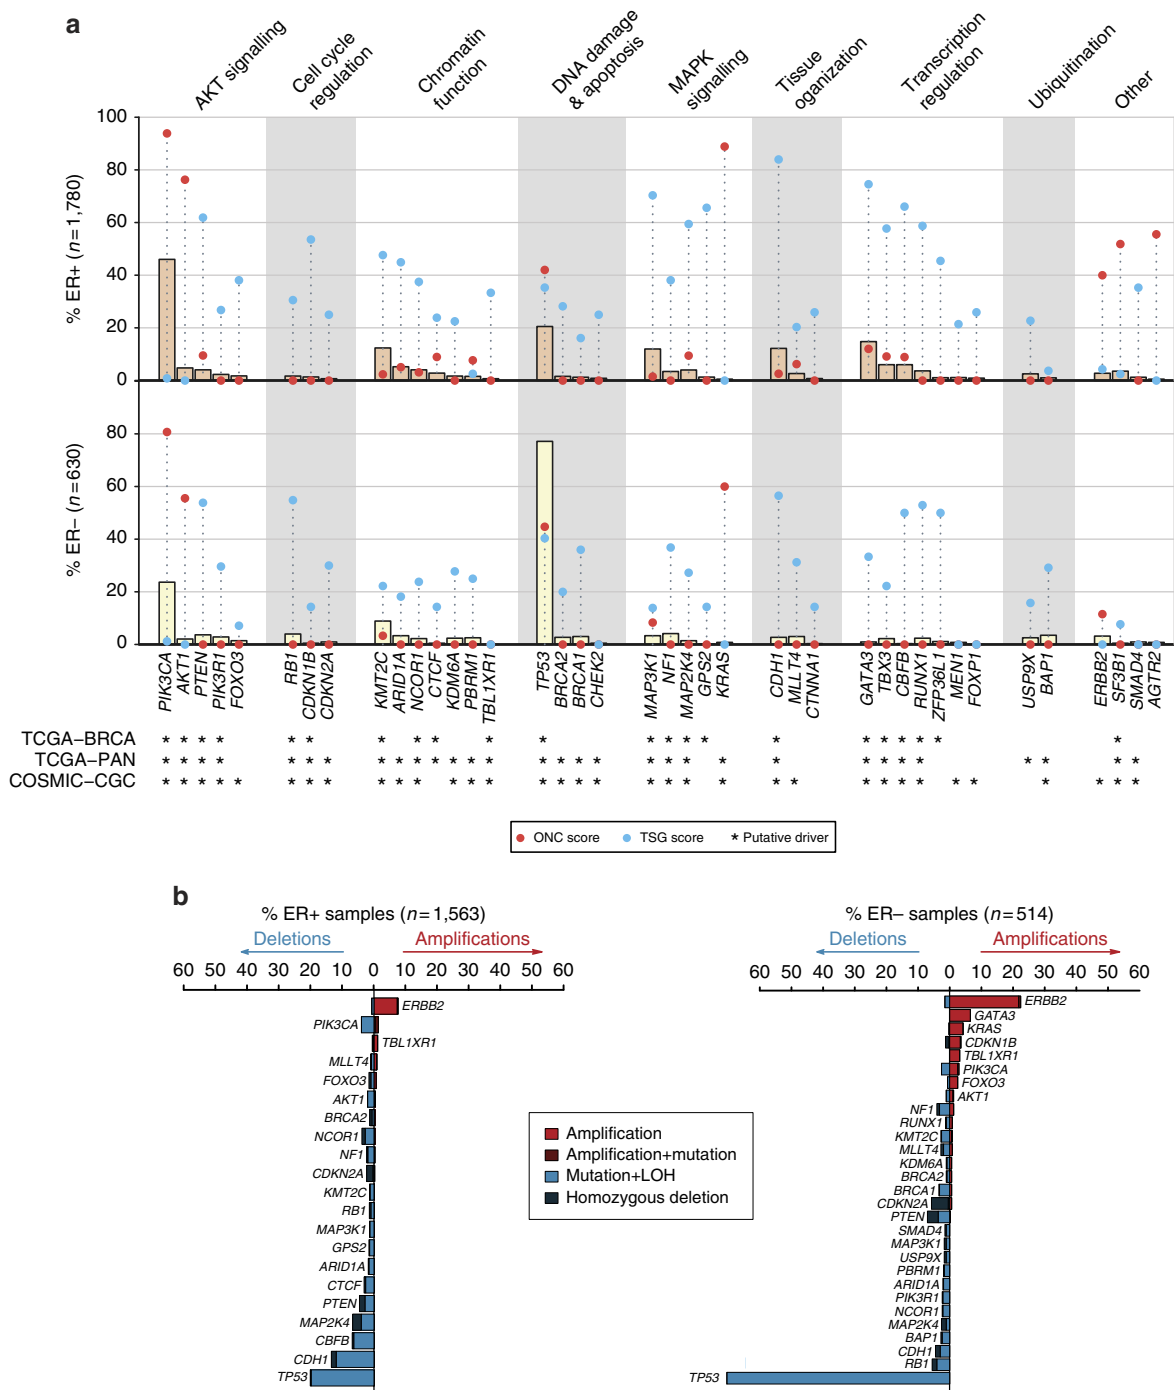 a
AKT signalling
Cell cycle
regulation
Chromatin
function
DNA damage
& apoptosis
MAPK
signalling
Tissue
oganization
Transcription
regulation
Ubiquitination
Other
% ER+ (n=1,780)
100
80
60
40
20
0
% ER− (n=630)
80
60
40
20
0
PIK3CA
AKT1
PTEN
PIK3R1
FOXO3
RB1
CDKN1B
CDKN2A
KMT2C
ARID1A
NCOR1
CTCF
KDM6A
PBRM1
TBL1XR1
TP53
BRCA2
BRCA1
CHEK2
MAP3K1
NF1
MAP2K4
GPS2
KRAS
CDH1
MLLT4
CTNNA1
GATA3
TBX3
CBFB
RUNX1
ZFP36L1
MEN1
FOXP1
USP9X
BAP1
ERBB2
SF3B1
SMAD4
AGTR2
TCGA−BRCA * * * * * * * * * * * * * * * * * * * * * *
TCGA−PAN * * * * * * * * * * * * * * * * * * * * * * * * * * * * * *
COSMIC−CGC * * * * * * * * * * * * * * * * * * * * * * * * * * * * * * * * *
ONC score
TSG score
* Putative driver
b
% ER+ samples (n=1,563)
Deletions
Amplifications
60 50 40 30 20 10 0 10 20 30 40 50 60
ERBB2
PIK3CA
TBL1XR1
MLLT4
FOXO3
AKT1
BRCA2
NCOR1
NF1
CDKN2A
KMT2C
RB1
MAP3K1
GPS2
ARID1A
CTCF
PTEN
MAP2K4
CBFB
CDH1
TP53
Amplification
Amplification+mutation
Mutation+LOH
Homozygous deletion
% ER− samples (n=514)
Deletions
Amplifications
60 50 40 30 20 10 0 10 20 30 40 50 60
ERBB2
GATA3
KRAS
CDKN1B
TBL1XR1
PIK3CA
FOXO3
AKT1
NF1
RUNX1
KMT2C
MLLT4
KDM6A
BRCA2
BRCA1
CDKN2A
PTEN
SMAD4
MAP3K1
USP9X
PBRM1
ARID1A
PIK3R1
NCOR1
MAP2K4
BAP1
CDH1
RB1
TP53